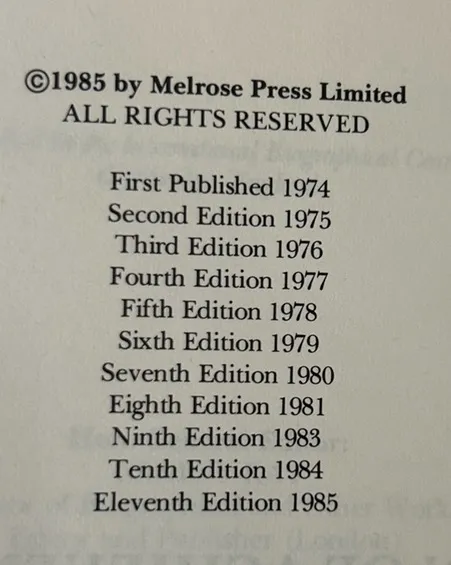 ©1985 by Melrose Press Limited
ALL RIGHTS RESERVED
First Published 1974
Second Edition 1975
Third Edition 1976
Fourth Edition 1977
Fifth Edition 1978
Sixth Edition 1979
Seventh Edition 1980
Eighth Edition 1981
Ninth Edition 1983
Tenth Edition 1984
Eleventh Edition 1985